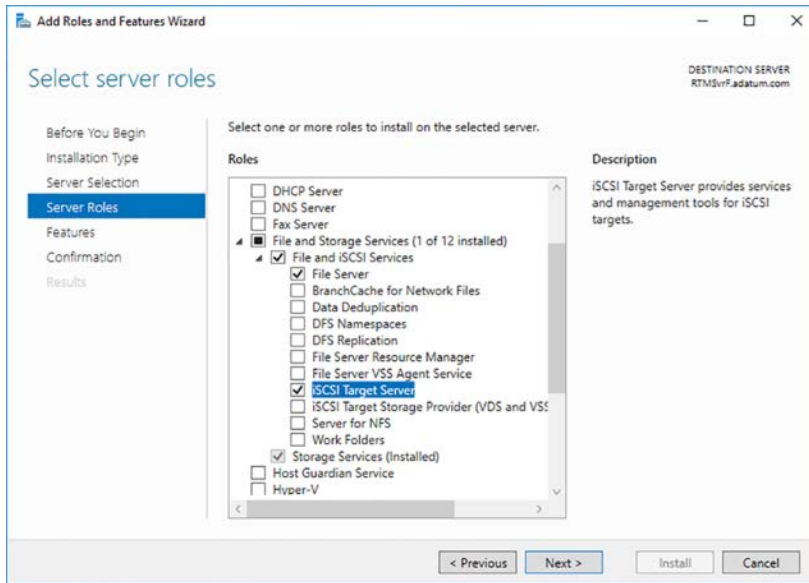 Add Roles and Features Wizard
Select server roles
DESTINATION SERVER
RTMSvrF.adatum.com
Before You Begin
Installation Type
Server Selection
Server Roles
Features
Confirmation
Results
Select one or more roles to install on the selected server.
Roles
DHCP Server
DNS Server
Fax Server
File and Storage Services (1 of 12 installed)
File and iSCSI Services
File Server
BranchCache for Network Files
Data Deduplication
DFS Namespaces
DFS Replication
File Server Resource Manager
File Server VSS Agent Service
iSCSI Target Server
iSCSI Target Storage Provider (VDS and VSS
Server for NFS
Work Folders
Storage Services (Installed)
Host Guardian Service
Hyper-V
Description
iSCSI Target Server provides services
and management tools for iSCSI
targets.
< Previous
Next >
Install
Cancel